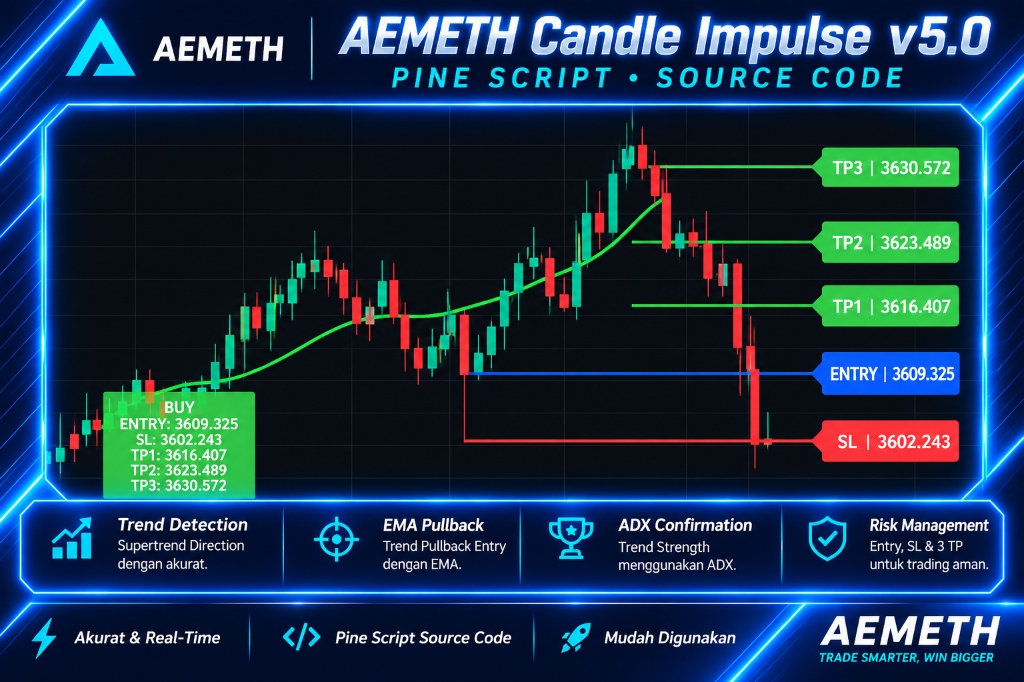 AEMETH
AEMETH Candle Impulse v5.0
PINE SCRIPT • SOURCE CODE
TP3 | 3630.572
TP2 | 3623.489
TP1 | 3616.407
ENTRY | 3609.325
SL | 3602.243
BUY
ENTRY: 3609.325
SL: 3602.243
TP1: 3616.407
TP2: 3623.489
TP3: 3630.572
Trend Detection
Supertrend Direction
dengan akurat.
EMA Pullback
Trend Pullback Entry
dengan EMA.
ADX Confirmation
Trend Strength
menggunakan ADX.
Risk Management
Entry, SL & 3 TP
untuk trading aman.
Akurat & Real-Time
</> Pine Script Source Code
Mudah Digunakan
AEMETH
TRADE SMARTER, WIN BIGGER